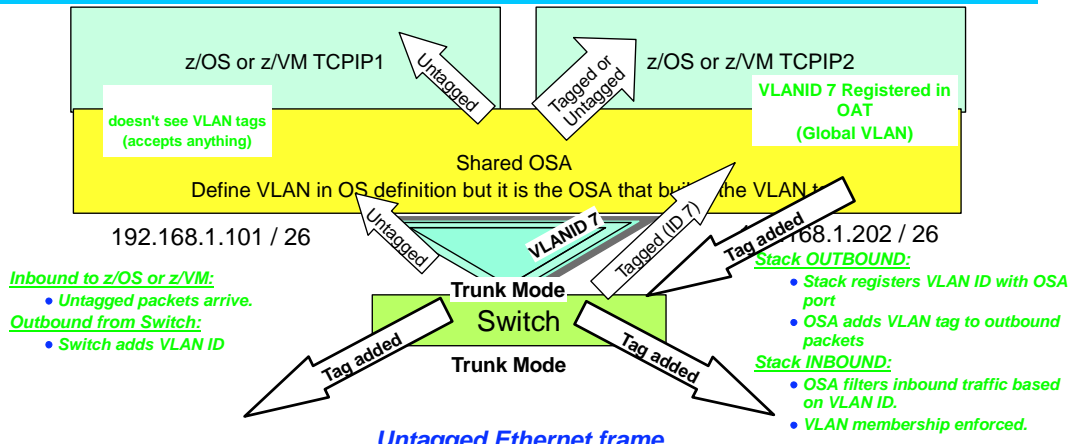 z/OS or z/VM TCPIP1
z/OS or z/VM TCPIP2
Untagged
Tagged or
Untagged
doesn't see VLAN tags
(accepts anything)
VLANID 7 Registered in
OAT
(Global VLAN)
Shared OSA
Define VLAN in OS definition but it is the OSA that the VLAN
Untagged
VLANID 7
Tagged (ID 7)
Tag added
192.168.1.101 / 26
168.1.202 / 26
Inbound to z/OS or z/VM:
• Untagged packets arrive.
Outbound from Switch:
• Switch adds VLAN ID
Trunk Mode
Switch
Trunk Mode
Tag added
Tag added
Stack OUTBOUND:
• Stack registers VLAN ID with OSA
port
• OSA adds VLAN tag to outbound
packets
Stack INBOUND:
• OSA filters inbound traffic based
on VLAN ID.
• VLAN membership enforced.
Untagged Ethernet frame